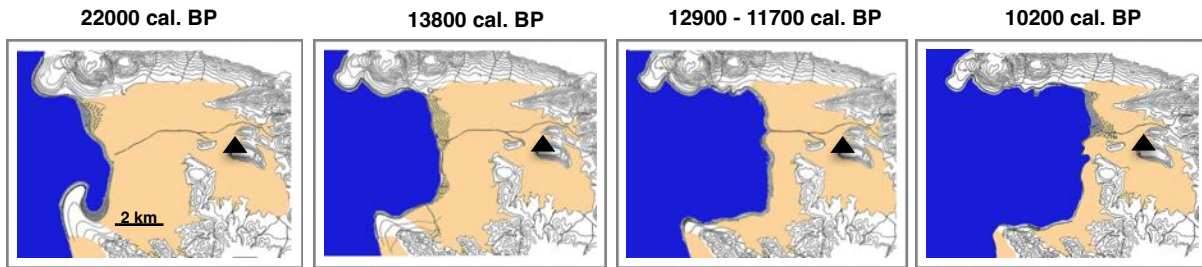 22000 cal. BP
13800 cal. BP
12900 - 11700 cal. BP
10200 cal. BP
2 km